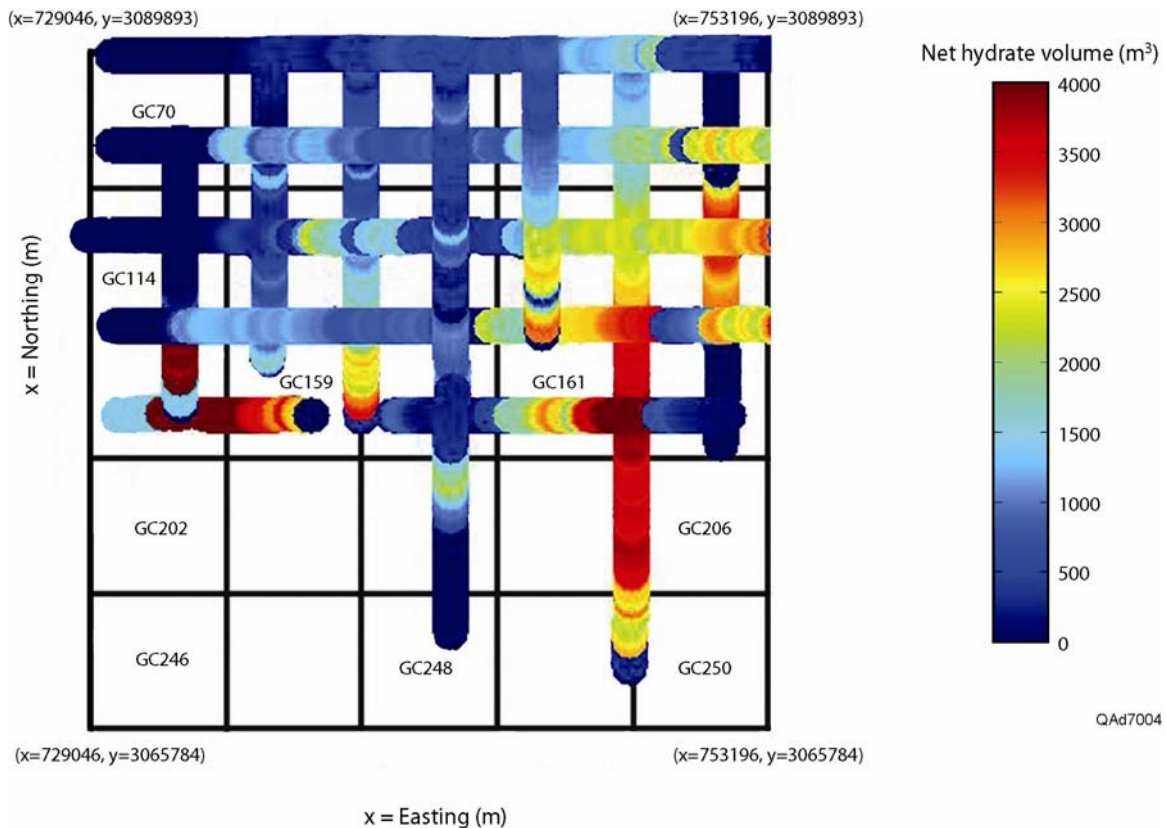 (x=729046, y=3089893)
(x=753196, y=3089893)
Net hydrate volume (m³)
4000
3500
3000
2500
2000
1500
1000
500
0
GC70
GC114
GC159
GC161
GC202
GC206
GC246
GC248
GC250
x = Northing (m)
QAd7004
(x=729046, y=3065784)
(x=753196, y=3065784)
x = Easting (m)